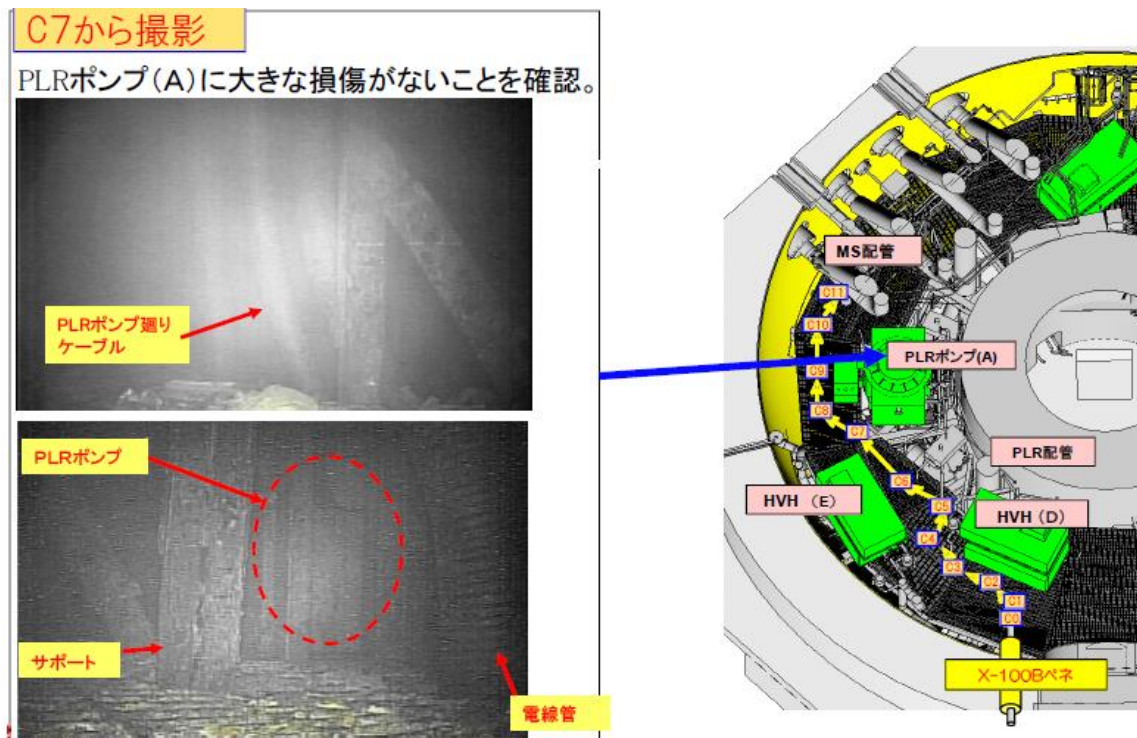 C7から撮影
PLRポンプ(A)に大きな損傷がないことを確認。
PLRポンプ廻り
ケーブル
PLRポンプ
サポート
電線管
MS配管
C11
C10
PLRポンプ(A)
C9
C8
C7
PLR配管
C6
HVH (E)
C5
HVH (D)
C4
C3
C2
C1
C0
X-100Bペネ